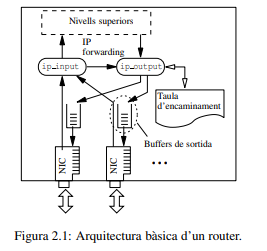 Nivells superiors
IP
forwarding
ip_input
ip_output
Taula
d'encaminament
Buffers de sortida
NIC
NIC
...
Figura 2.1: Arquitectura bàsica d'un router.